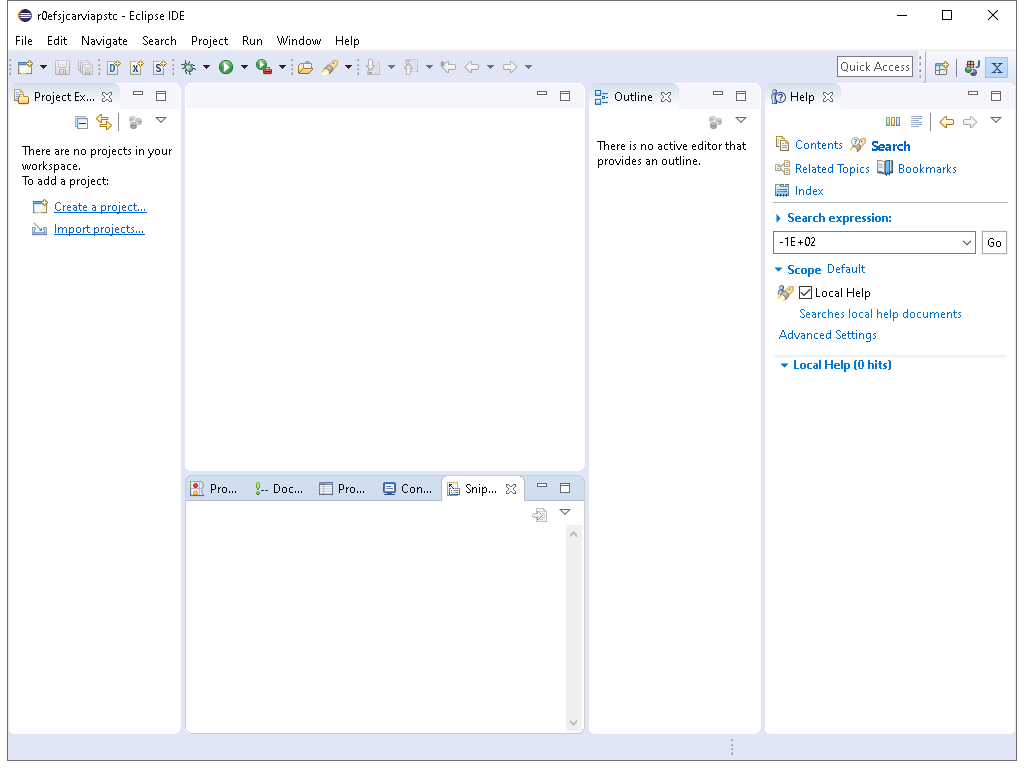 r0efsjcarviapstc - Eclipse IDE
File Edit Navigate Search Project Run Window Help
Quick Access
Project Ex...
There are no projects in your
workspace.
To add a project:
Create a project...
Import projects...
Outline
There is no active editor that
provides an outline.
Help
Contents Search
Related Topics Bookmarks
Index
Search expression:
-1E+02 Go
Scope Default
Local Help
Searches local help documents
Advanced Settings
Local Help (0 hits)
Pro... Doc... Pro... Con... Snip...